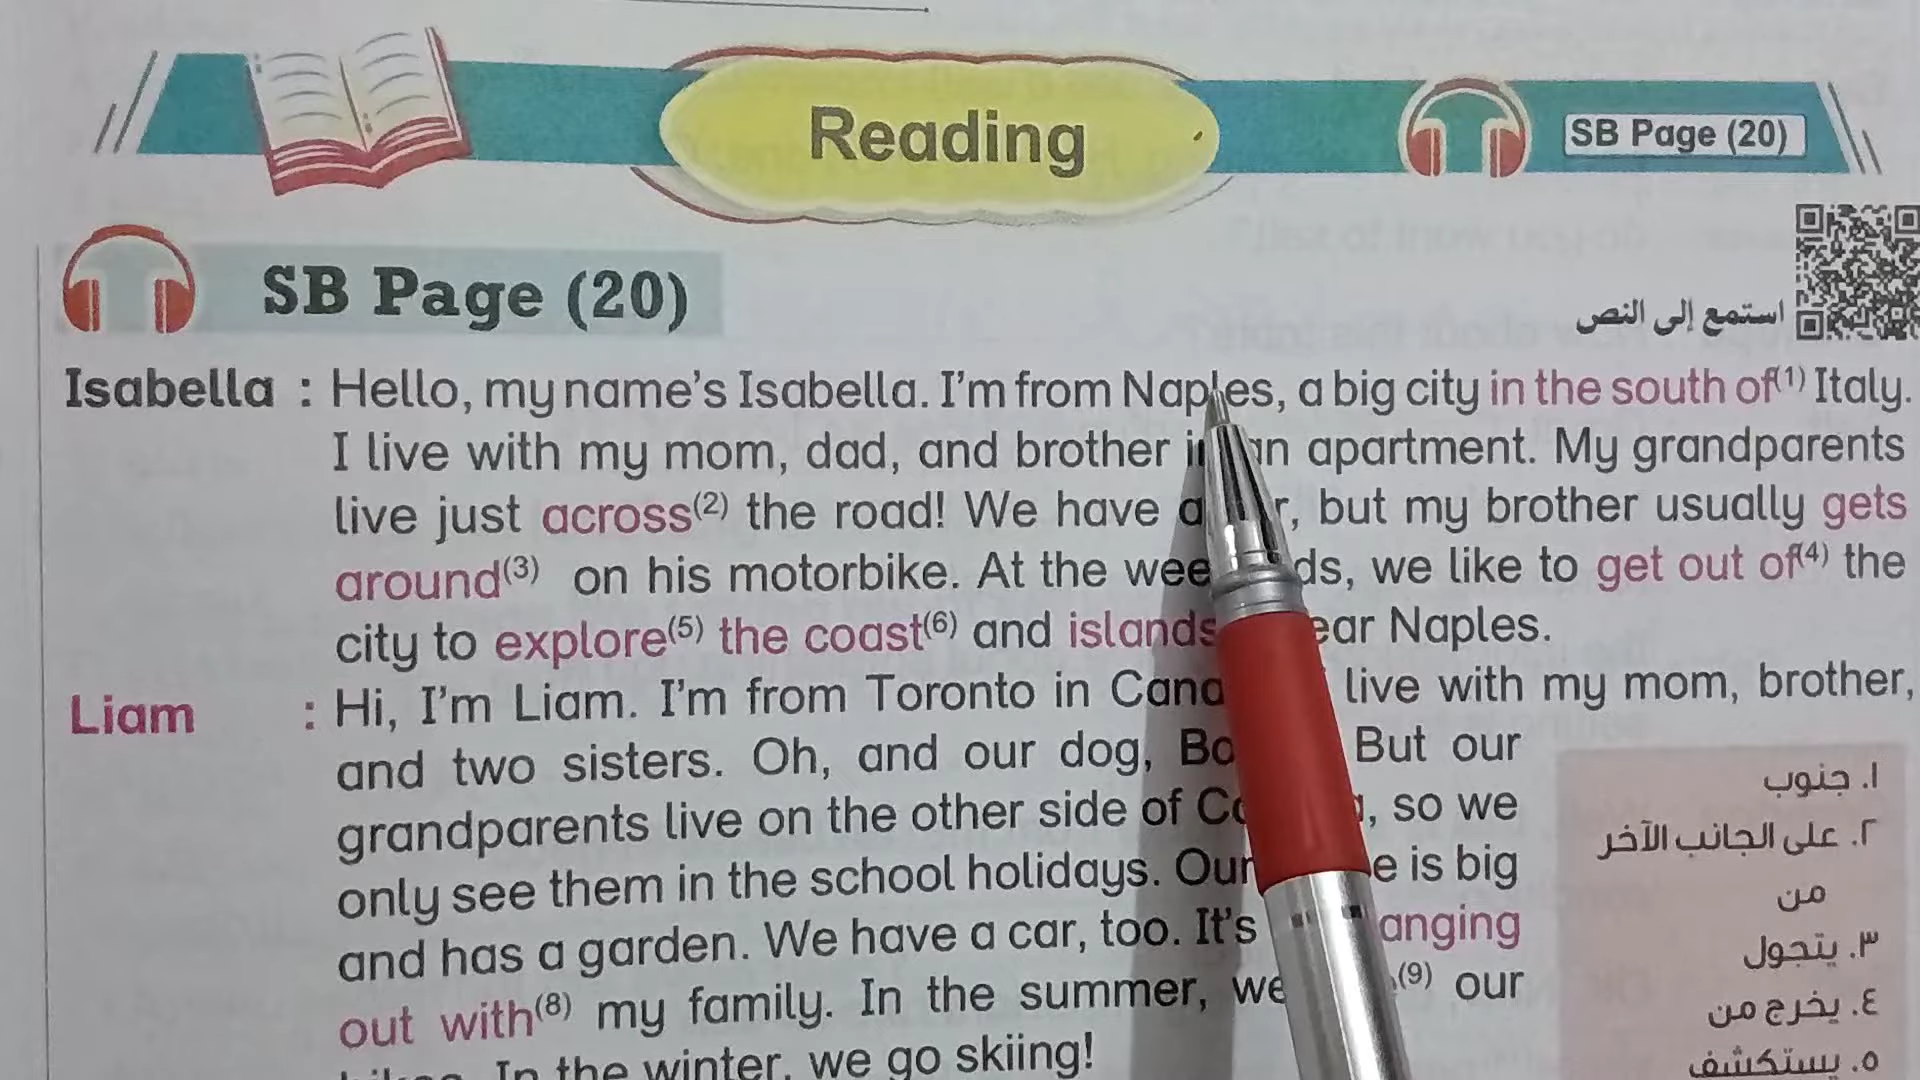 Reading
SB Page (20)
SB Page (20)
استمع إلى النص
Isabella : Hello, my name's Isabella. I'm from Naples, a big city in the south of(1) Italy.
I live with my mom, dad, and brother in an apartment. My grandparents
live just across(2) the road! We have a, but my brother usually gets
around(3) on his motorbike. At the, we like to get out of(4) the
city to explore(5) the coast(6) and islands Naples.
Liam : Hi, I'm Liam. I'm from Toronto in live with my mom, brother,
and two sisters. Oh, and our dog, But our
grandparents live on the other side of, so we
only see them in the school holidays. Our is big
and has a garden. We have a car, too. It's
out with(8) my family. In the summer, we (9) our
In the winter, we go skiing!
١. جنوب
٢. على الجانب الآخر
من
٣. يتجول
٤. يخرج من
٥. يستكشف